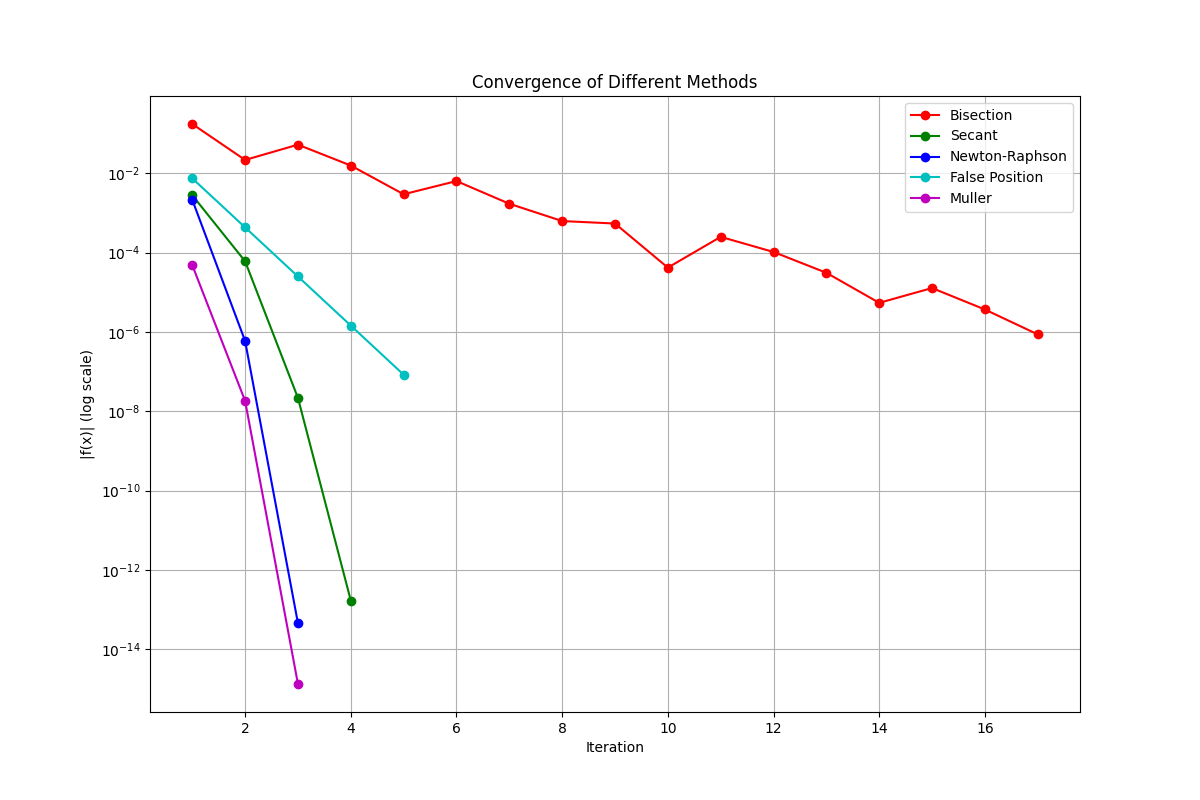 Convergence of Different Methods
Bisection
Secant
Newton-Raphson
False Position
Muller
|f(x)| (log scale)
10⁻²
10⁻⁴
10⁻⁶
10⁻⁸
10⁻¹⁰
10⁻¹²
10⁻¹⁴
2 4 6 8 10 12 14 16
Iteration